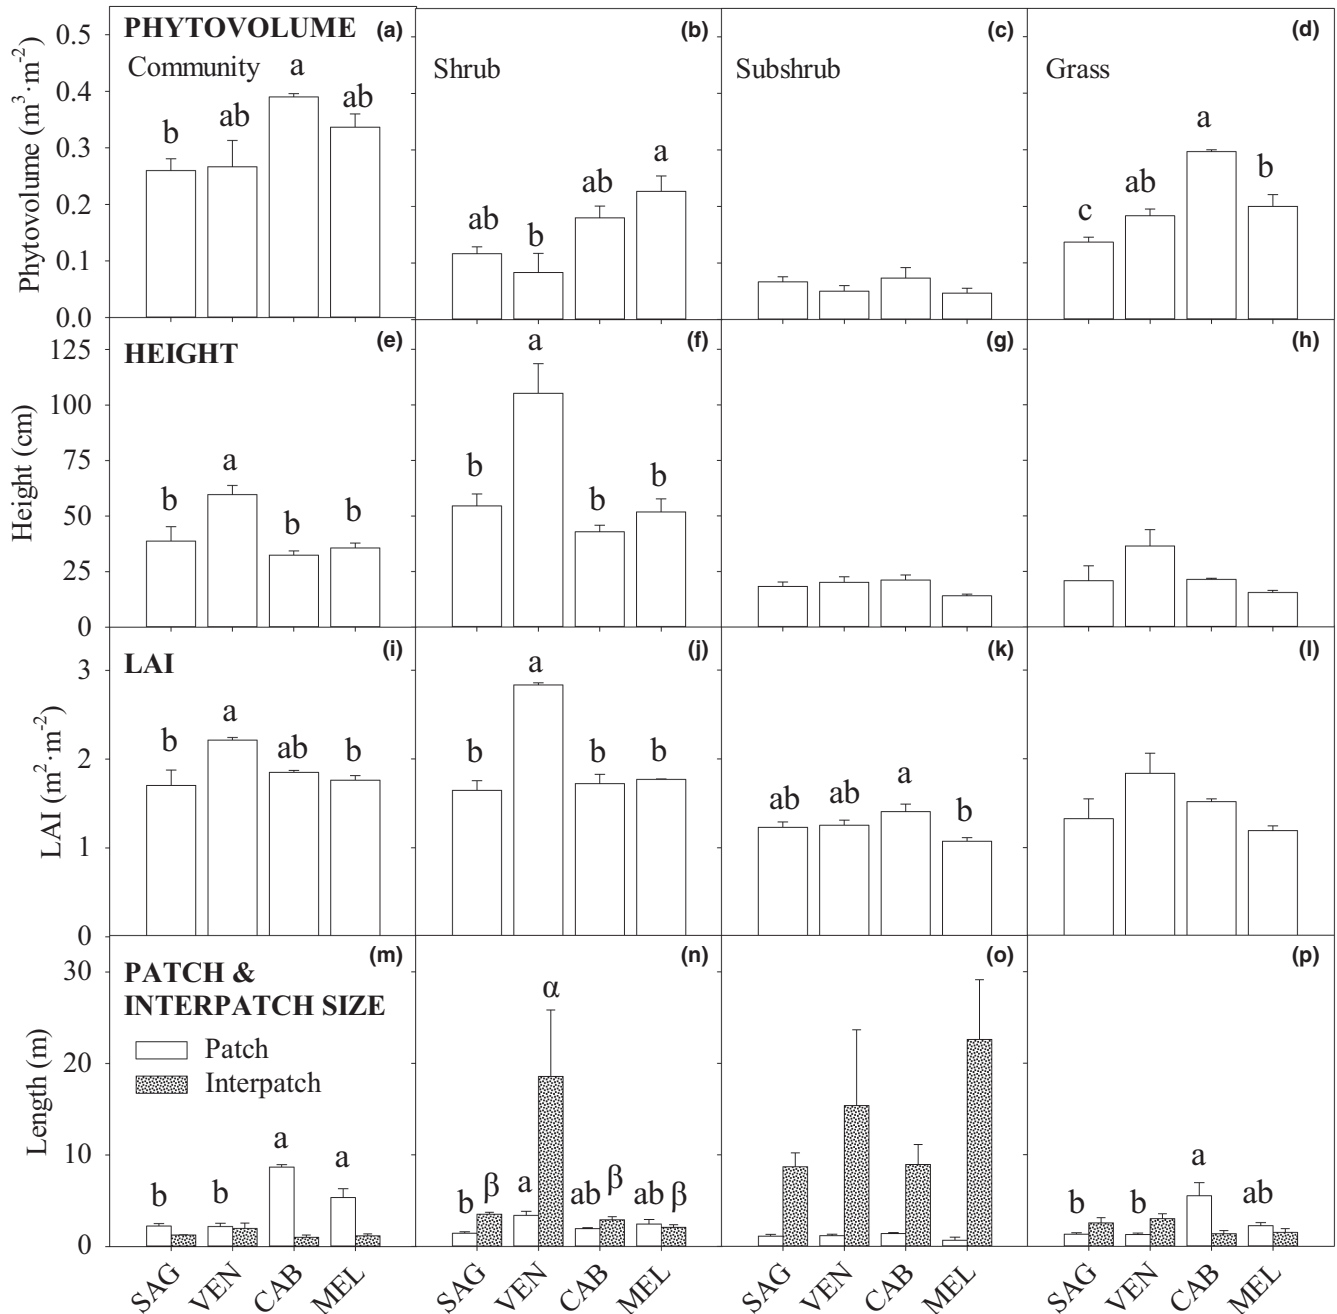 PHYTOVOLUME (a) (b) (c) (d)
Community Shrub Subshrub Grass
Phytovolume (m³·m⁻²)
0.5
0.4
0.3
0.2
0.1
0.0
b ab a ab
ab b ab a
c ab a b
HEIGHT (e) (f) (g) (h)
Height (cm)
125
100
75
50
25
0
b a b b
b a b b
LAI (i) (j) (k) (l)
LAI (m²·m⁻²)
3
2
1
0
b a ab b
b a b b
ab ab a b
PATCH & (m) (n) (o) (p)
INTERPATCH SIZE
Patch
Interpatch
Length (m)
30
20
10
0
b b a a
b β a α ab β ab β
b b a ab
SAG VEN CAB MEL SAG VEN CAB MEL SAG VEN CAB MEL SAG VEN CAB MEL